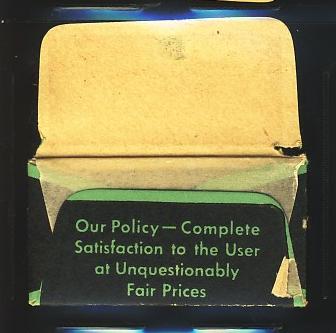 Our Policy — Complete
Satisfaction to the User
at Unquestionably
Fair Prices